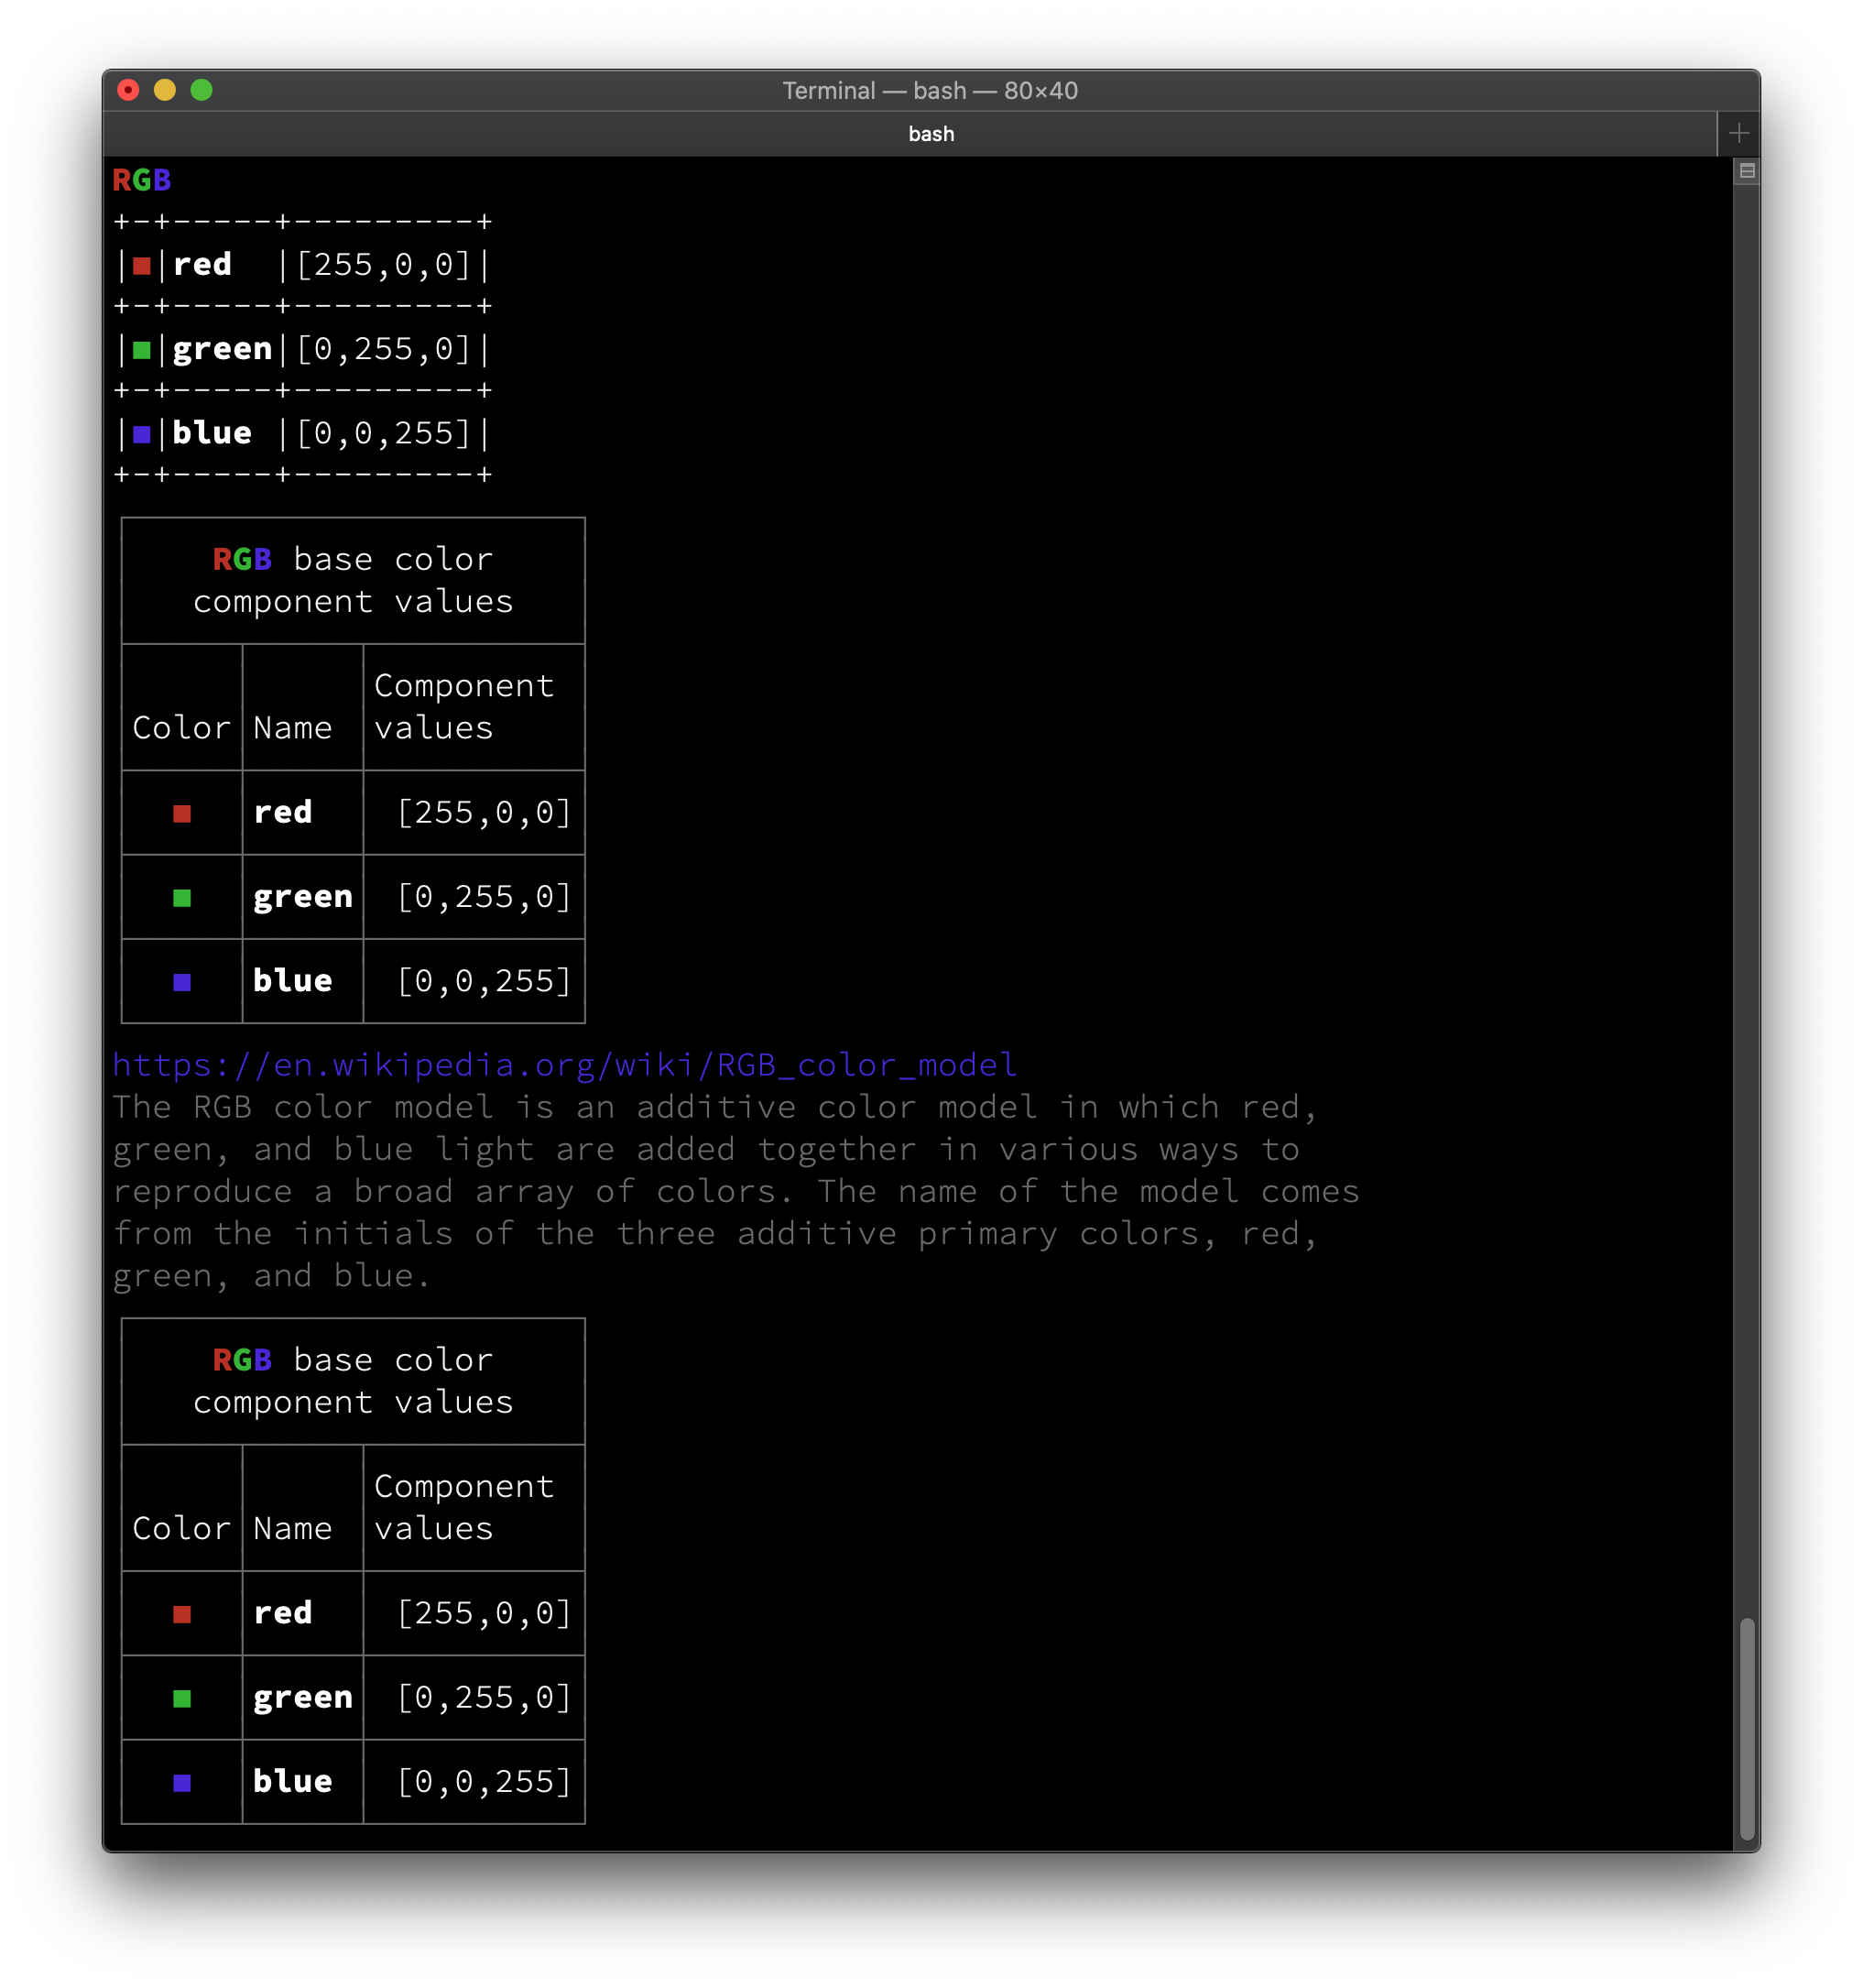 Terminal — bash — 80×40
bash
RGB
+-+-----+---------+
|■|red  |[255,0,0]|
+-+-----+---------+
|■|green|[0,255,0]|
+-+-----+---------+
|■|blue |[0,0,255]|
+-+-----+---------+
RGB base color
component values
Component
Color Name values
■ red [255,0,0]
■ green [0,255,0]
■ blue [0,0,255]
https://en.wikipedia.org/wiki/RGB_color_model
The RGB color model is an additive color model in which red,
green, and blue light are added together in various ways to
reproduce a broad array of colors. The name of the model comes
from the initials of the three additive primary colors, red,
green, and blue.
RGB base color
component values
Component
Color Name values
■ red [255,0,0]
■ green [0,255,0]
■ blue [0,0,255]